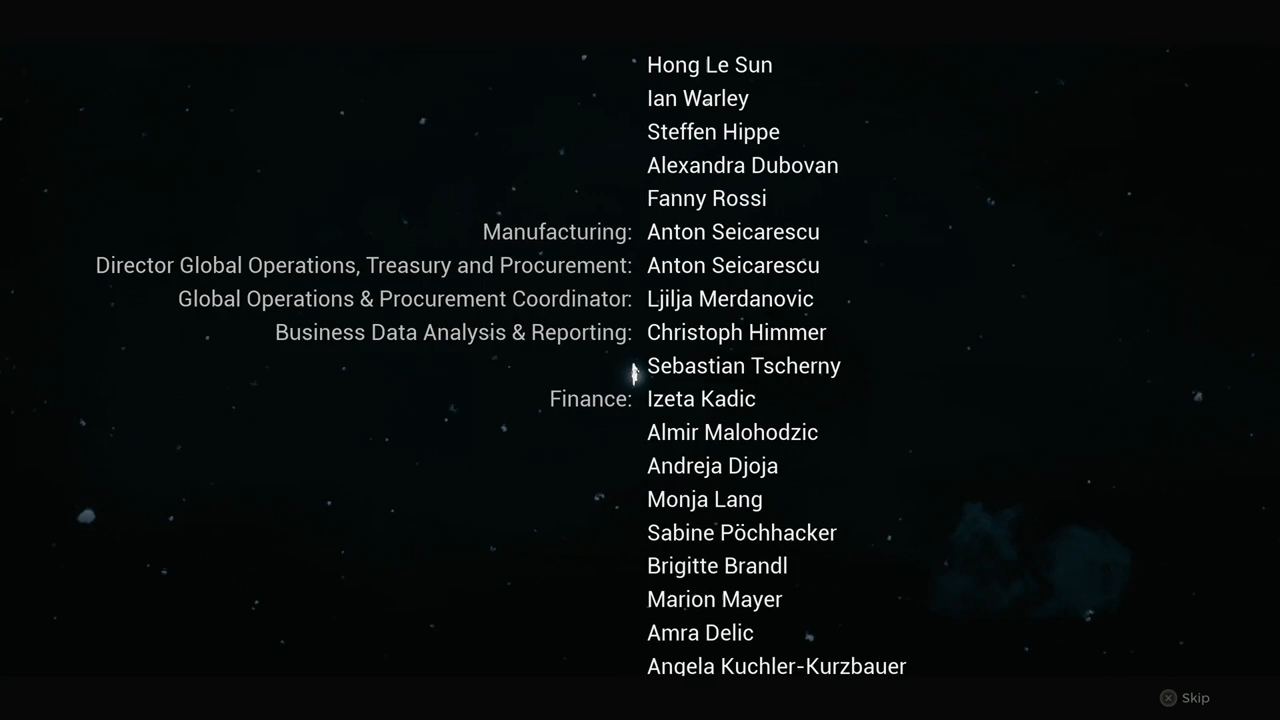 Hong Le Sun
Ian Warley
Steffen Hippe
Alexandra Dubovan
Fanny Rossi
Manufacturing: Anton Seicarescu
Director Global Operations, Treasury and Procurement: Anton Seicarescu
Global Operations & Procurement Coordinator: Ljilja Merdanovic
Business Data Analysis & Reporting: Christoph Himmer
Sebastian Tscherny
Finance: Izeta Kadic
Almir Malohodzic
Andreja Djoja
Monja Lang
Sabine Pöchhacker
Brigitte Brandl
Marion Mayer
Amra Delic
Angela Kuchler-Kurzbauer
Skip